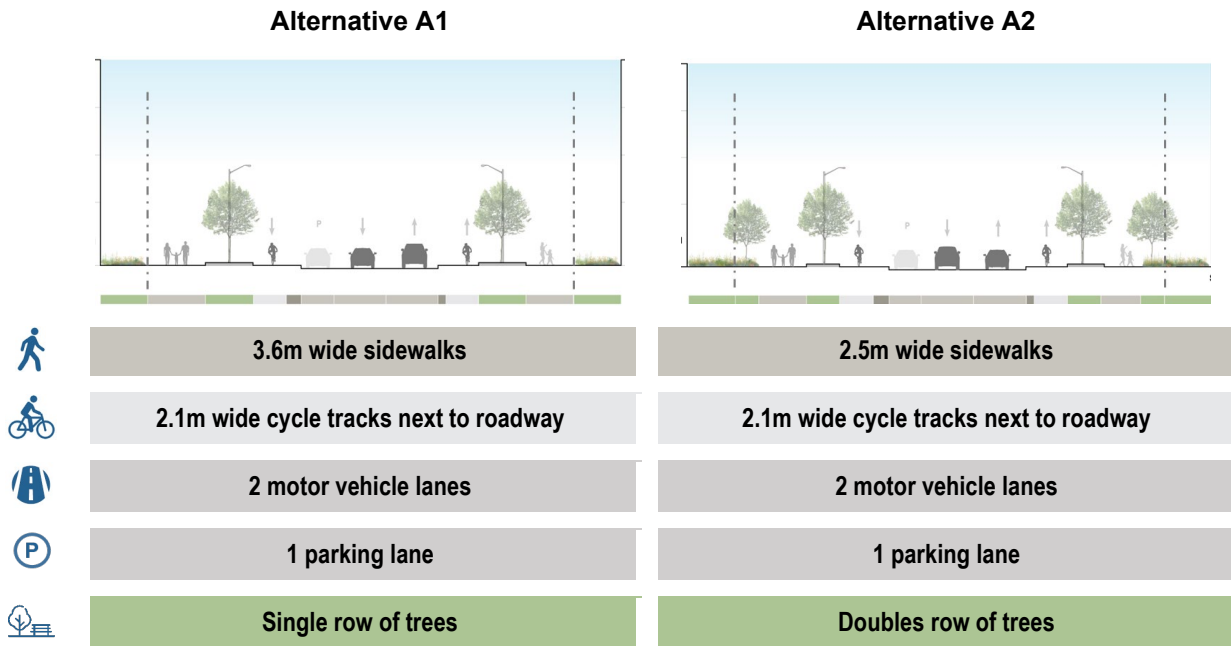 Alternative A1
Alternative A2
P
P
3.6m wide sidewalks
2.5m wide sidewalks
2.1m wide cycle tracks next to roadway
2.1m wide cycle tracks next to roadway
2 motor vehicle lanes
2 motor vehicle lanes
P
1 parking lane
1 parking lane
Single row of trees
Doubles row of trees